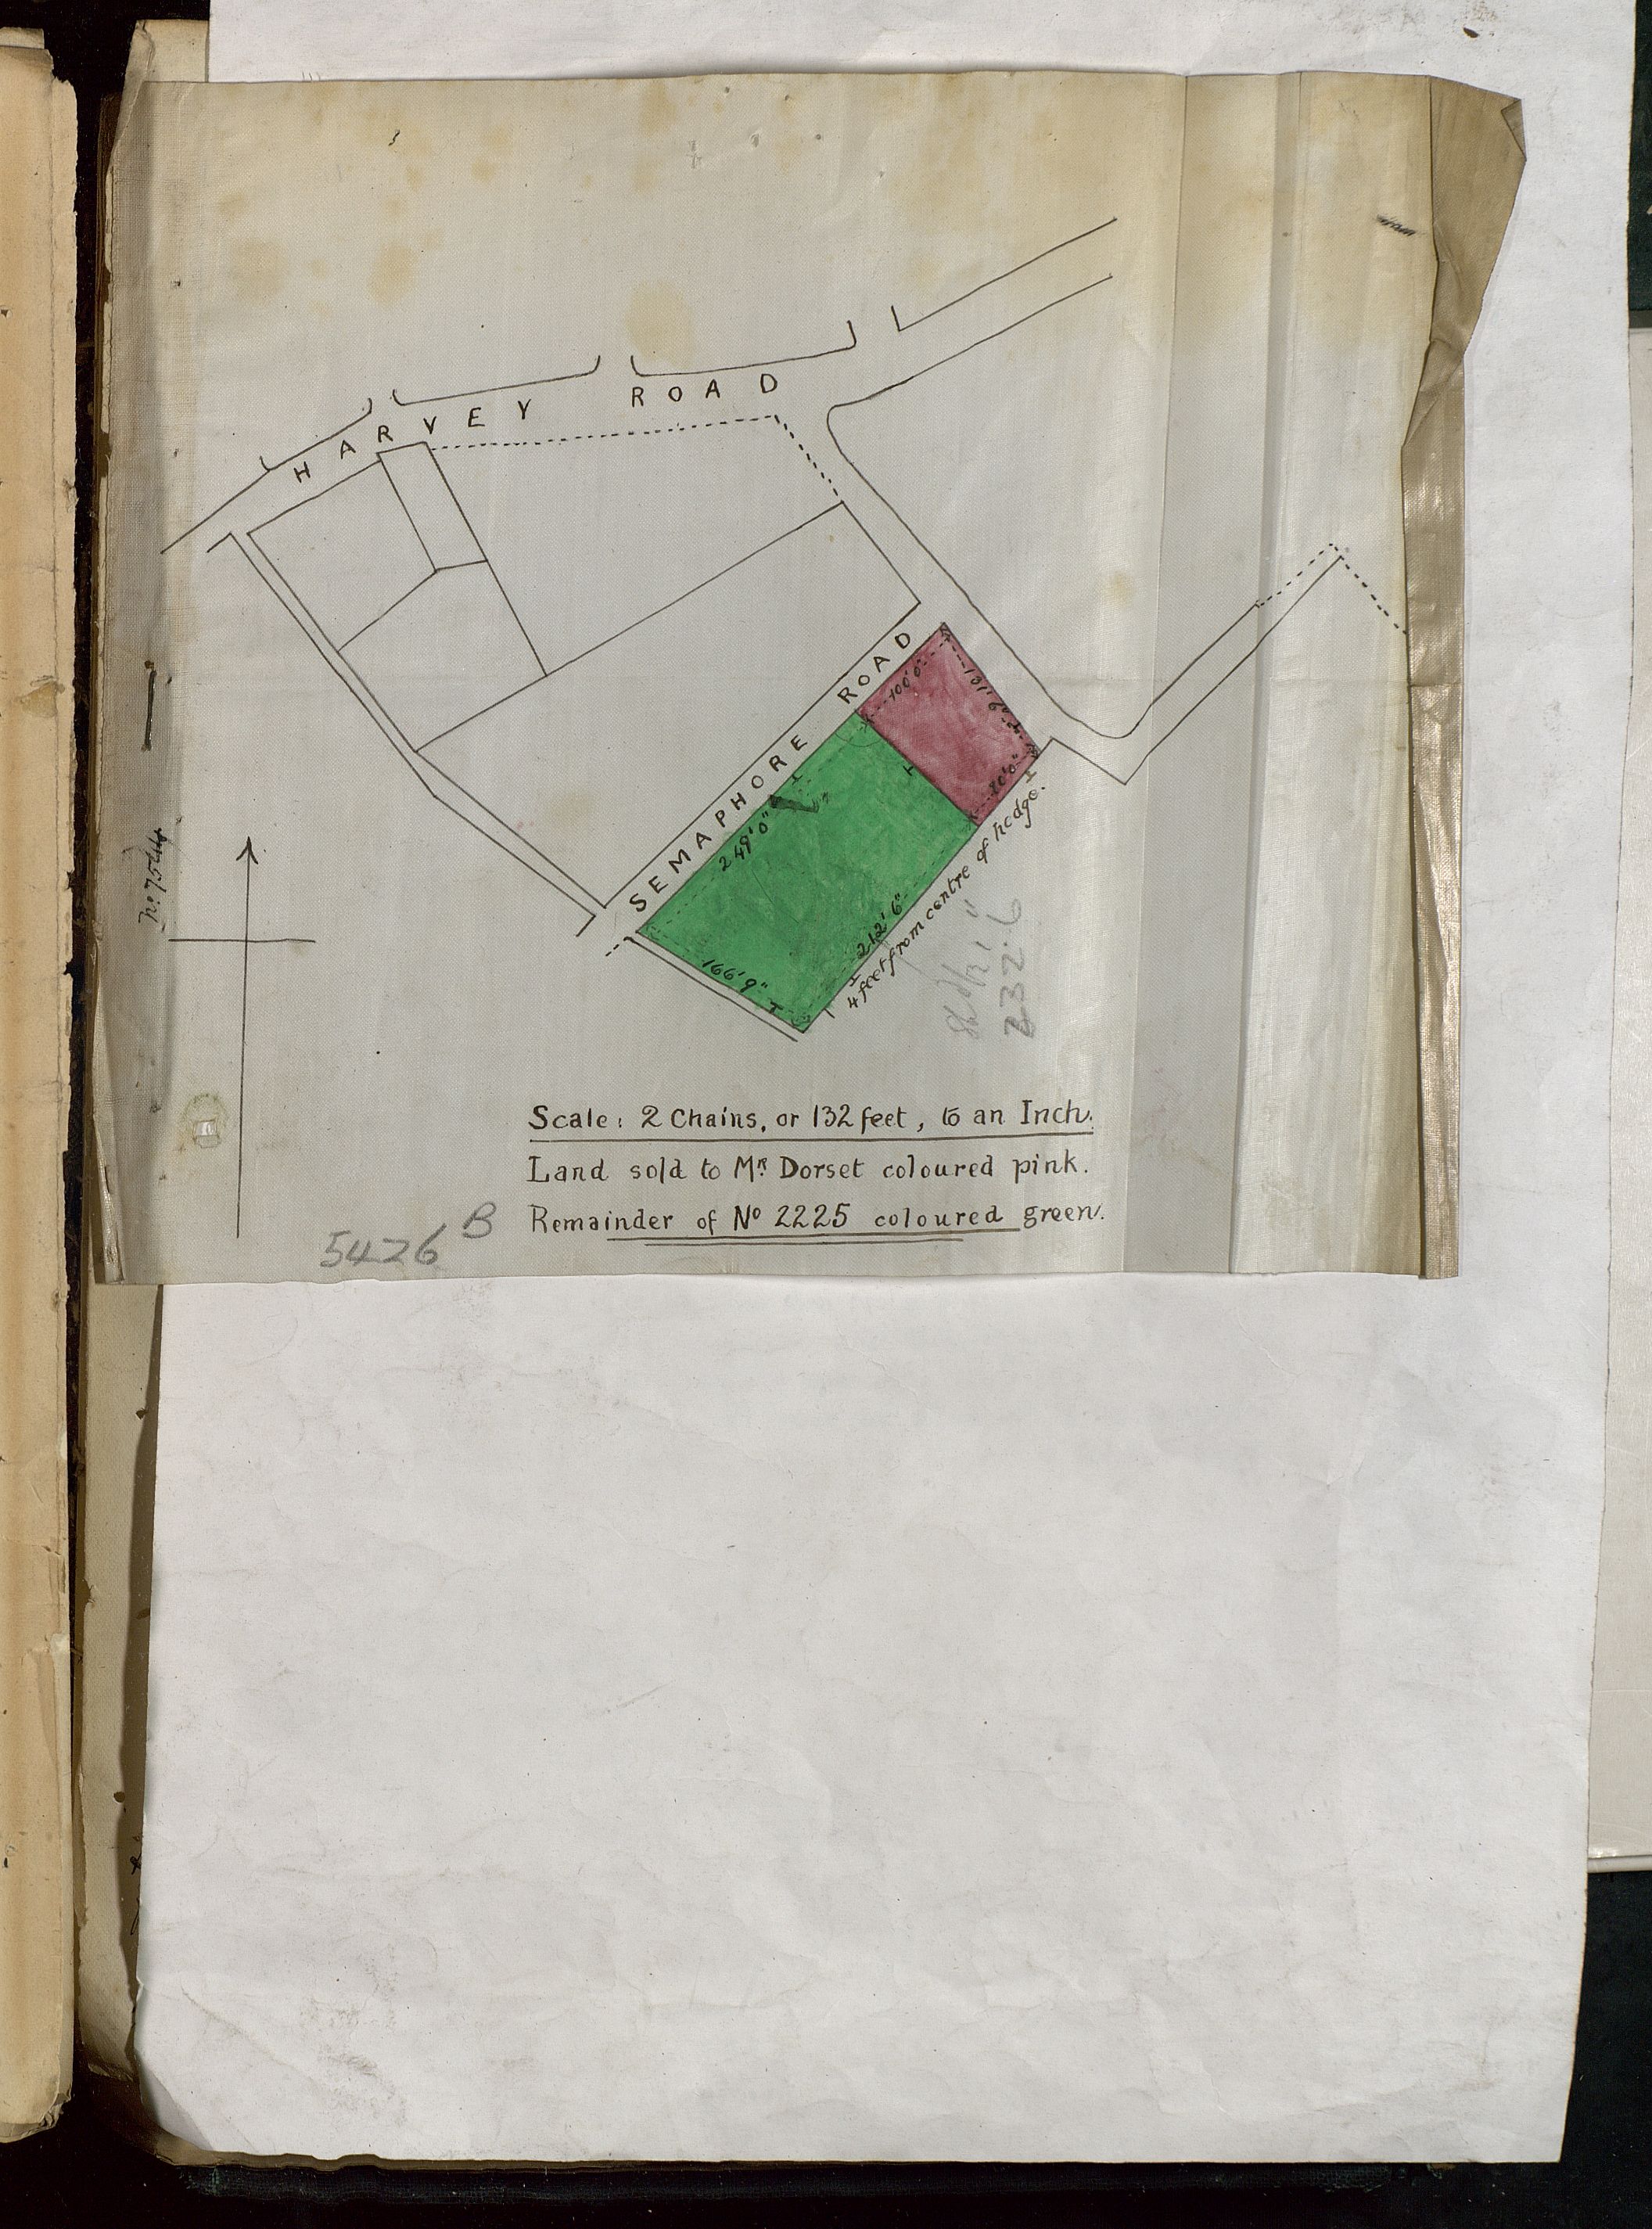 HARVEY ROAD
SEMAPHORE ROAD
100'0"
249'0"
212'6"
166'9"
4 feet from centre of hedge.
232.6
Scale: 2 Chains, or 132 feet, to an Inch.
Land sold to Mr. Dorset coloured pink.
Remainder of No 2225 coloured green.
5426 B